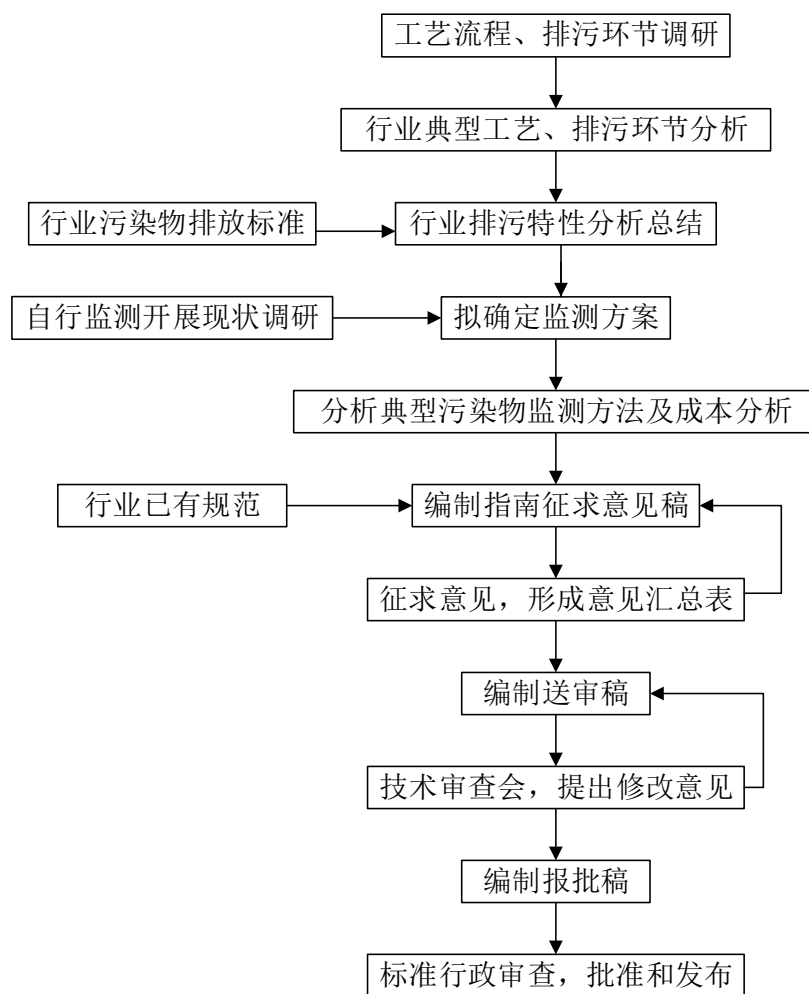 工艺流程、排污环节调研
行业典型工艺、排污环节分析
行业污染物排放标准
行业排污特性分析总结
自行监测开展现状调研
拟确定监测方案
分析典型污染物监测方法及成本分析
行业已有规范
编制指南征求意见稿
征求意见，形成意见汇总表
编制送审稿
技术审查会，提出修改意见
编制报批稿
标准行政审查，批准和发布